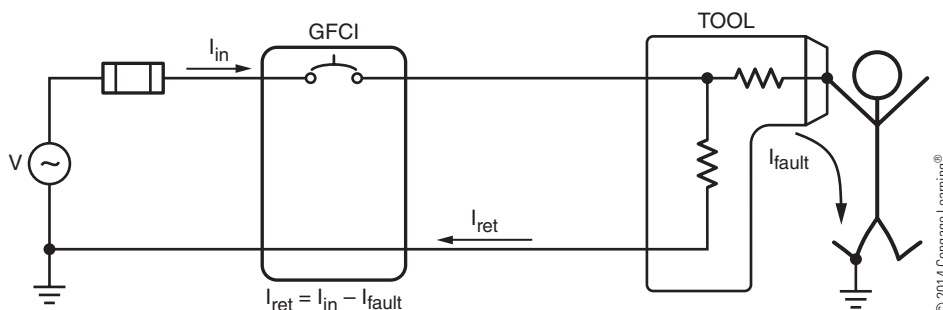 TOOL
GFCI
I_in
V
~
I_fault
I_ret
I_ret = I_in – I_fault
© 2014 Cengage Learning®